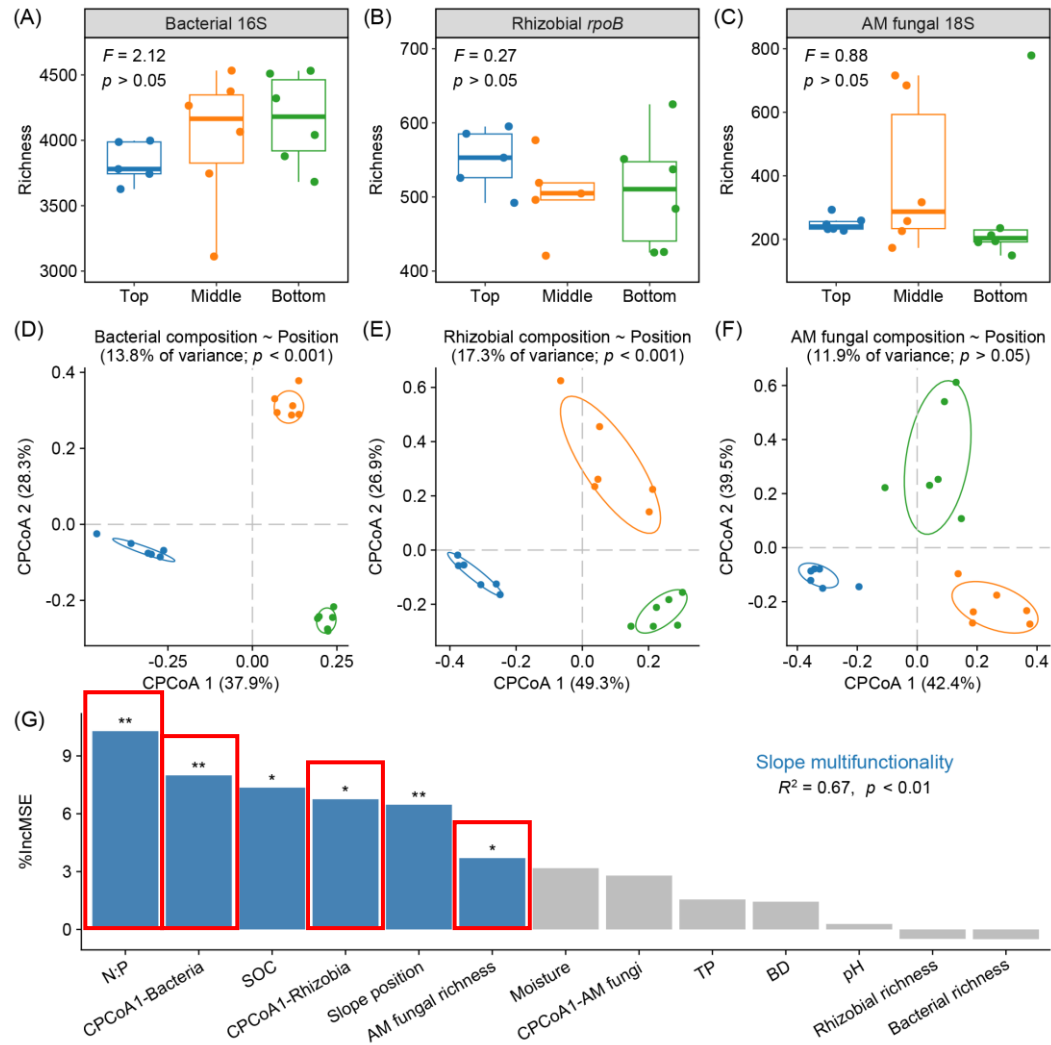 (A)
Bacterial 16S
F = 2.12
p > 0.05
Richness
4500
4000
3500
3000
Top
Middle
Bottom
(B)
Rhizobial rpoB
F = 0.27
p > 0.05
Richness
700
600
500
400
Top
Middle
Bottom
(C)
AM fungal 18S
F = 0.88
p > 0.05
Richness
800
600
400
200
Top
Middle
Bottom
(D)
Bacterial composition ~ Position
(13.8% of variance; p < 0.001)
CPCoA 2 (28.3%)
0.4
0.2
0.0
-0.2
-0.25
0.00
0.25
CPCoA 1 (37.9%)
(E)
Rhizobial composition ~ Position
(17.3% of variance; p < 0.001)
CPCoA 2 (26.9%)
0.6
0.4
0.2
0.0
-0.2
-0.4
-0.2
0.0
0.2
CPCoA 1 (49.3%)
(F)
AM fungal composition ~ Position
(11.9% of variance; p > 0.05)
CPCoA 2 (39.5%)
0.6
0.4
0.2
0.0
-0.2
-0.4
-0.2
0.0
0.2
0.4
CPCoA 1 (42.4%)
(G)
%IncMSE
9
6
3
0
**
**
*
*
**
*
Slope multifunctionality
R² = 0.67, p < 0.01
N:P
CPCoA1-Bacteria
SOC
CPCoA1-Rhizobia
Slope position
AM fungal richness
Moisture
CPCoA1-AM fungi
TP
BD
pH
Rhizobial richness
Bacterial richness